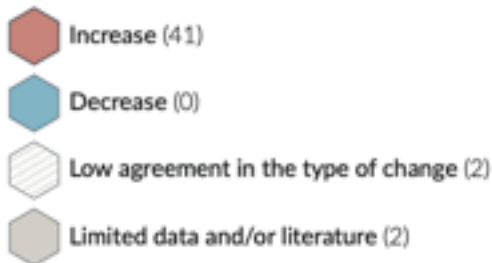 Increase (41)
Decrease (0)
Low agreement in the type of change (2)
Limited data and/or literature (2)